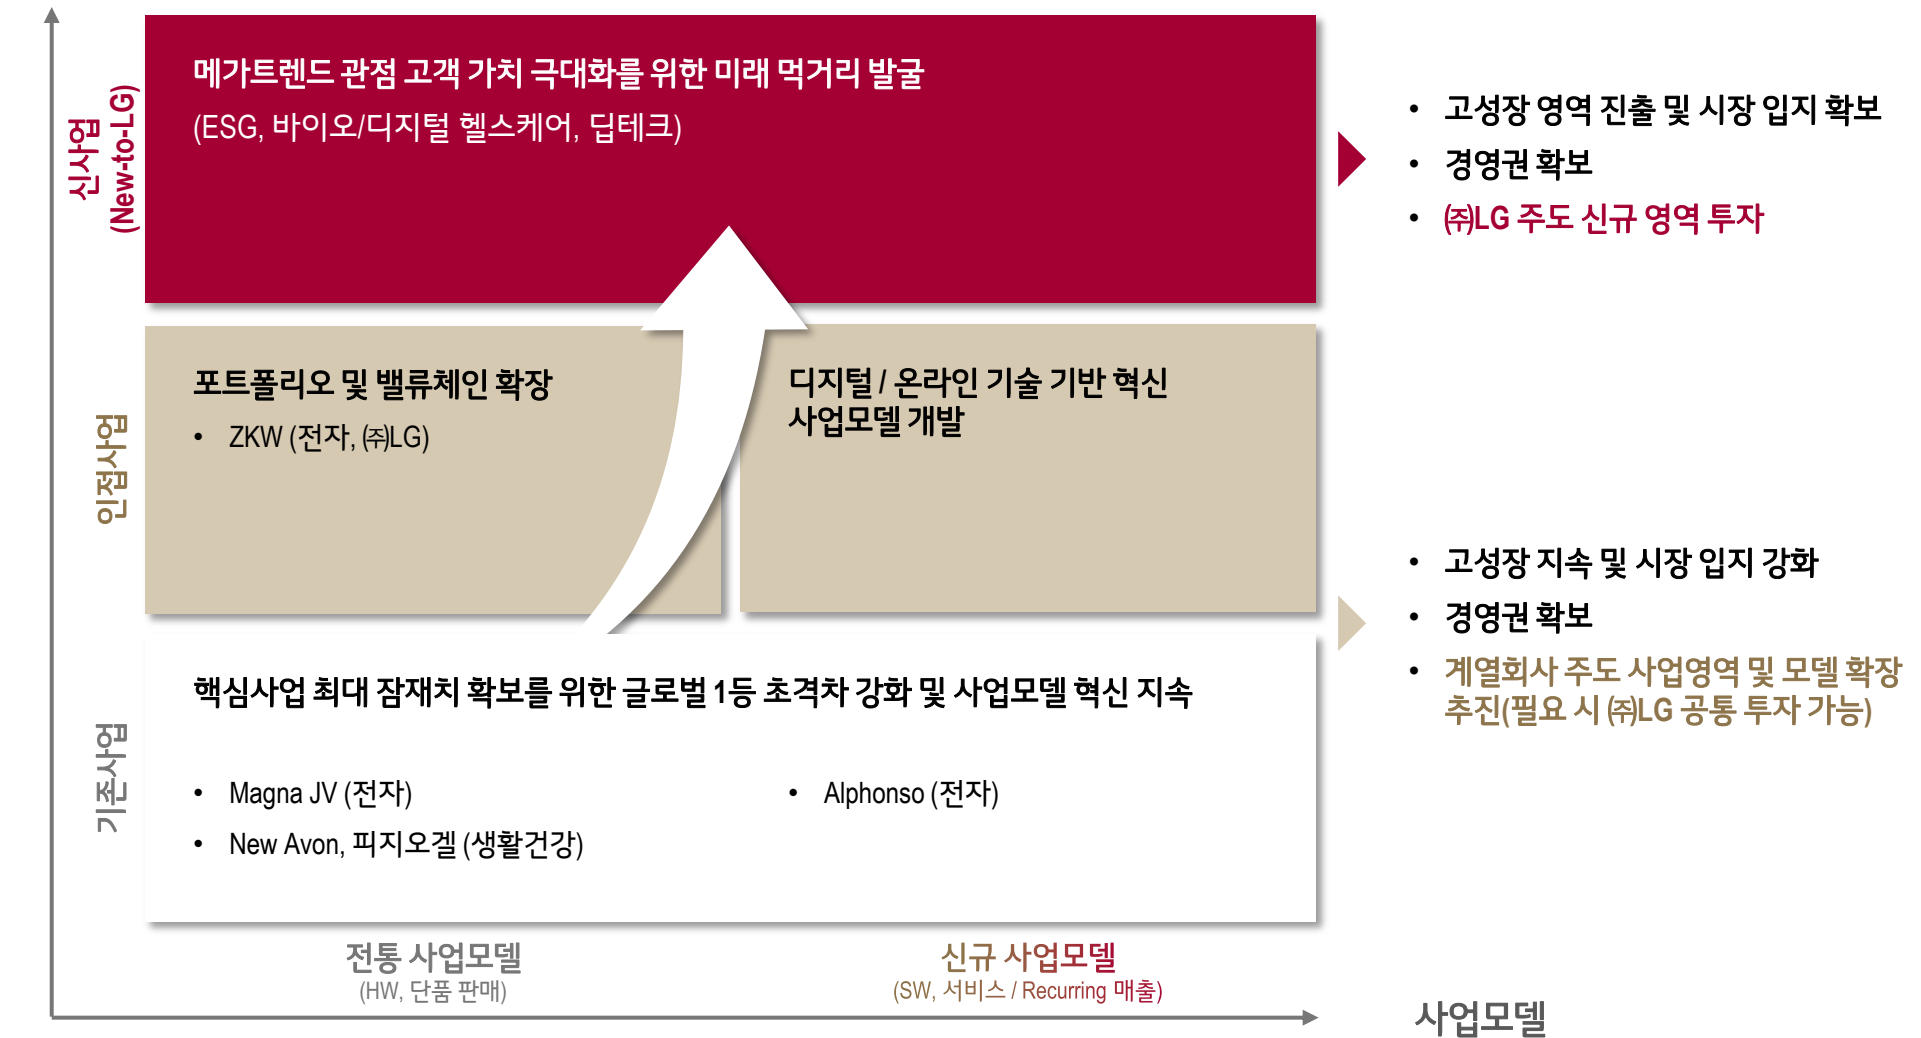 신사업
(New-to-LG)
메가트렌드 관점 고객 가치 극대화를 위한 미래 먹거리 발굴
(ESG, 바이오/디지털 헬스케어, 딥테크)
• 고성장 영역 진출 및 시장 입지 확보
• 경영권 확보
• ㈜LG 주도 신규 영역 투자
인접사업
포트폴리오 및 밸류체인 확장
• ZKW (전자, ㈜LG)
디지털 / 온라인 기술 기반 혁신
사업모델 개발
• 고성장 지속 및 시장 입지 강화
• 경영권 확보
• 계열회사 주도 사업영역 및 모델 확장
추진(필요 시 ㈜LG 공통 투자 가능)
기존사업
핵심사업 최대 잠재치 확보를 위한 글로벌 1등 초격차 강화 및 사업모델 혁신 지속
• Magna JV (전자)
• New Avon, 피지오겔 (생활건강)
• Alphonso (전자)
전통 사업모델
(HW, 단품 판매)
신규 사업모델
(SW, 서비스 / Recurring 매출)
사업모델